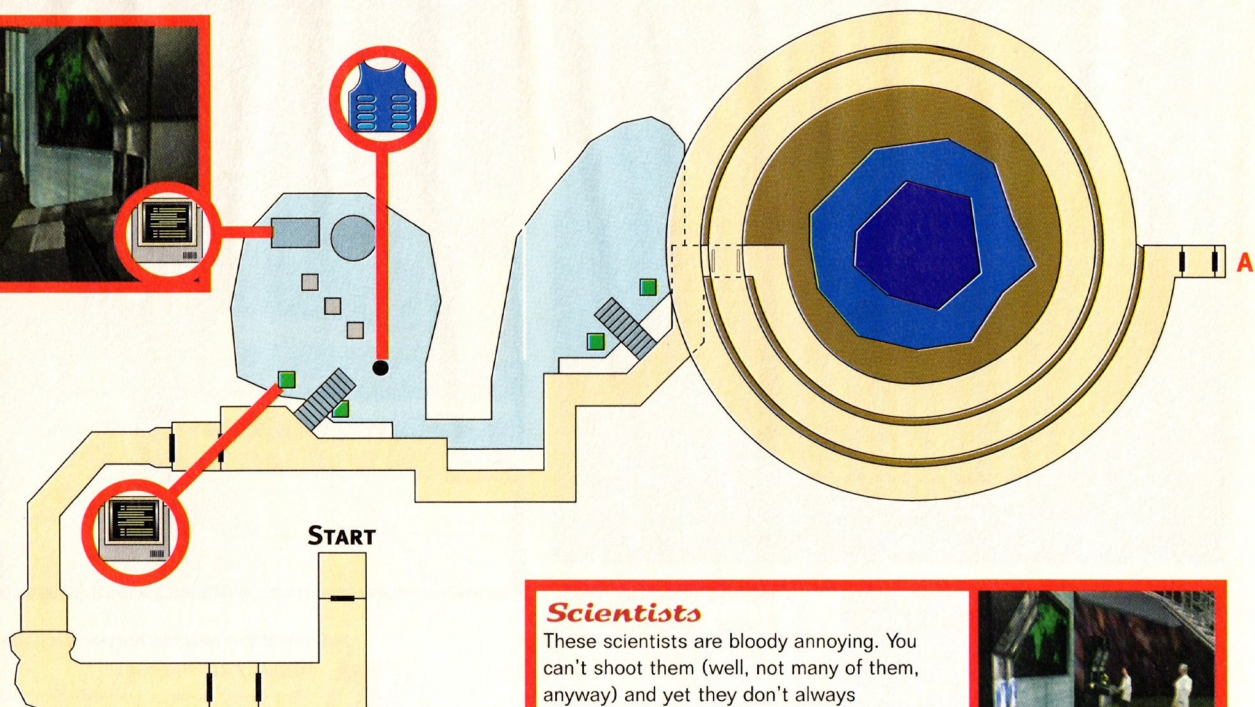 A
START
Scientists
These scientists are bloody annoying. You
can't shoot them (well, not many of them,
anyway) and yet they don't always